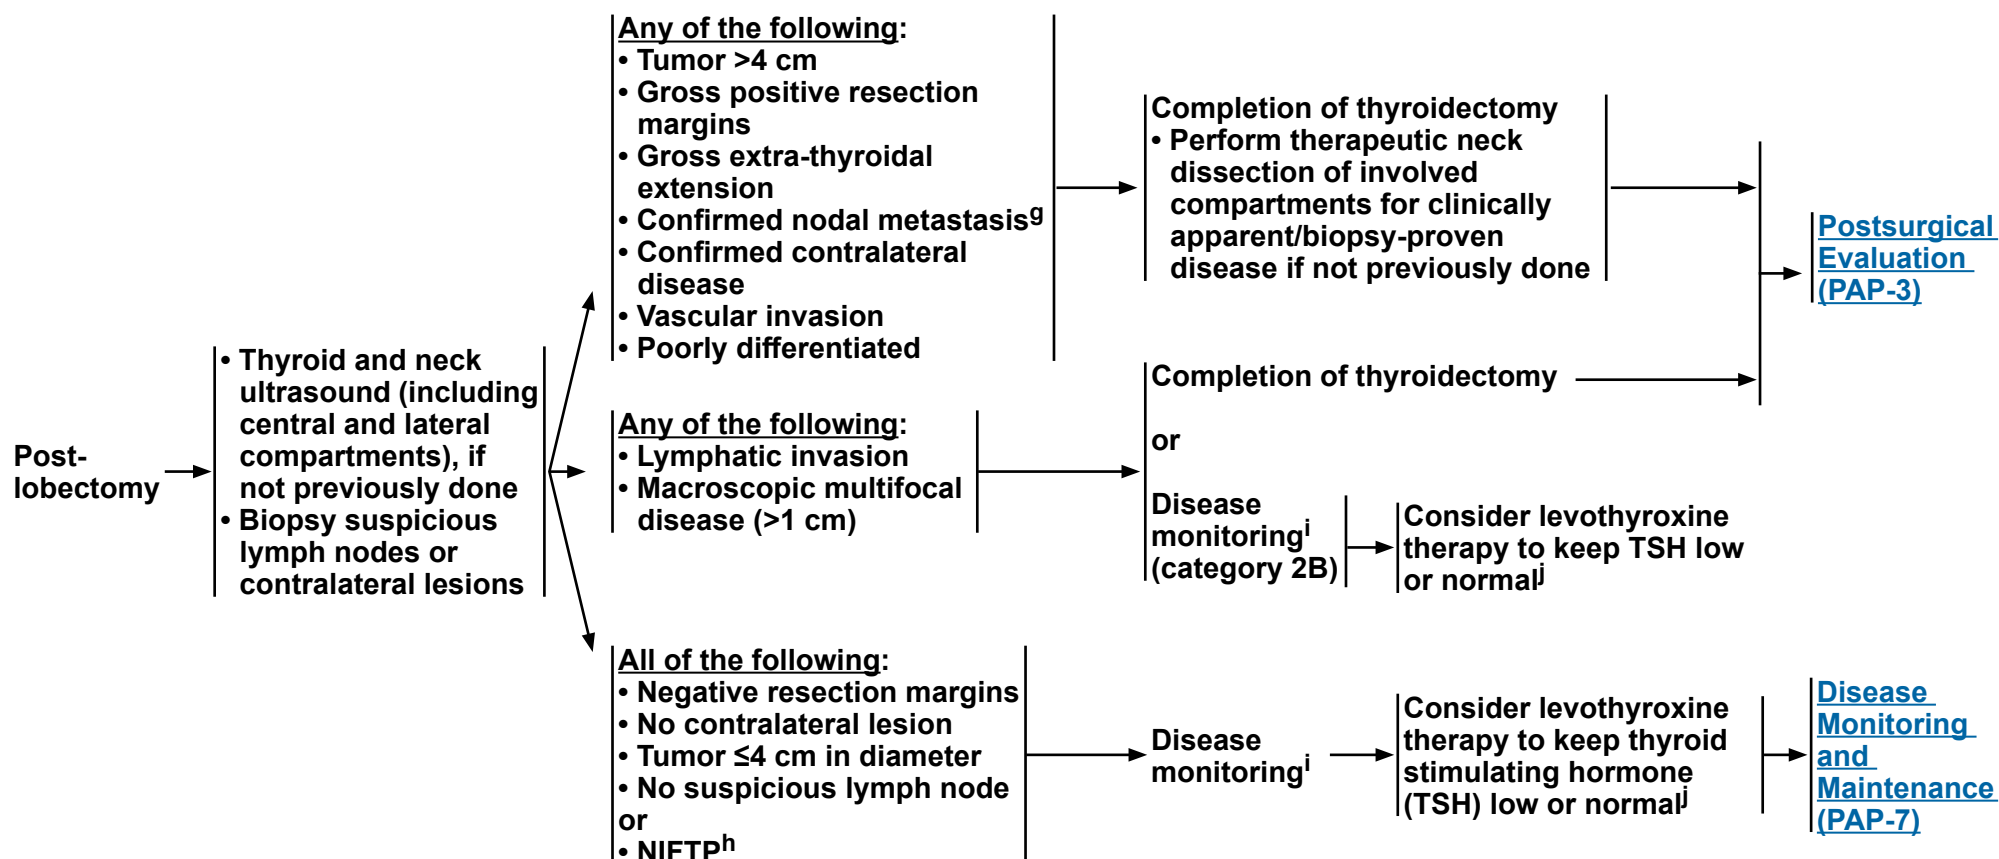 Post-
lobectomy
• Thyroid and neck
ultrasound (including
central and lateral
compartments), if
not previously done
• Biopsy suspicious
lymph nodes or
contralateral lesions
Any of the following:
• Tumor >4 cm
• Gross positive resection
margins
• Gross extra-thyroidal
extension
• Confirmed nodal metastasisg
• Confirmed contralateral
disease
• Vascular invasion
• Poorly differentiated
Completion of thyroidectomy
• Perform therapeutic neck
dissection of involved
compartments for clinically
apparent/biopsy-proven
disease if not previously done
Postsurgical
Evaluation
(PAP-3)
Any of the following:
• Lymphatic invasion
• Macroscopic multifocal
disease (>1 cm)
Completion of thyroidectomy
or
Disease
monitoringi
(category 2B)
Consider levothyroxine
therapy to keep TSH low
or normalj
All of the following:
• Negative resection margins
• No contralateral lesion
• Tumor ≤4 cm in diameter
• No suspicious lymph node
or
• NIFTPh
Disease
monitoringi
Consider levothyroxine
therapy to keep thyroid
stimulating hormone
(TSH) low or normalj
Disease
Monitoring
and
Maintenance
(PAP-7)